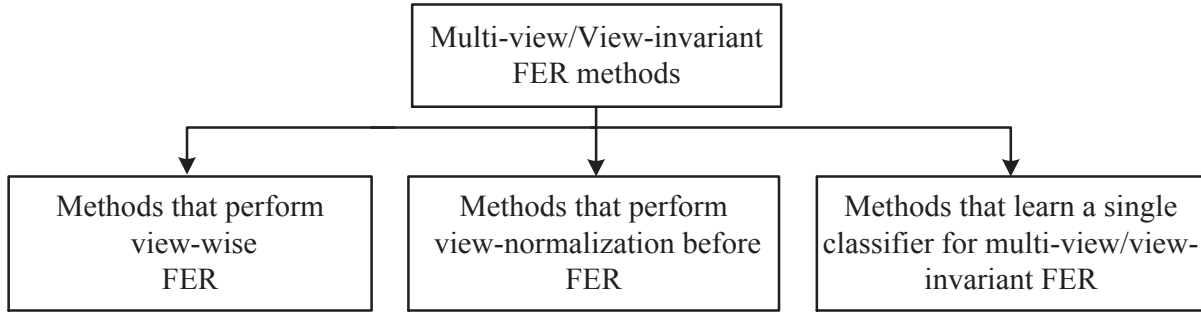 Multi-view/View-invariant
FER methods
Methods that perform
view-wise
FER
Methods that perform
view-normalization before
FER
Methods that learn a single
classifier for multi-view/view-
invariant FER